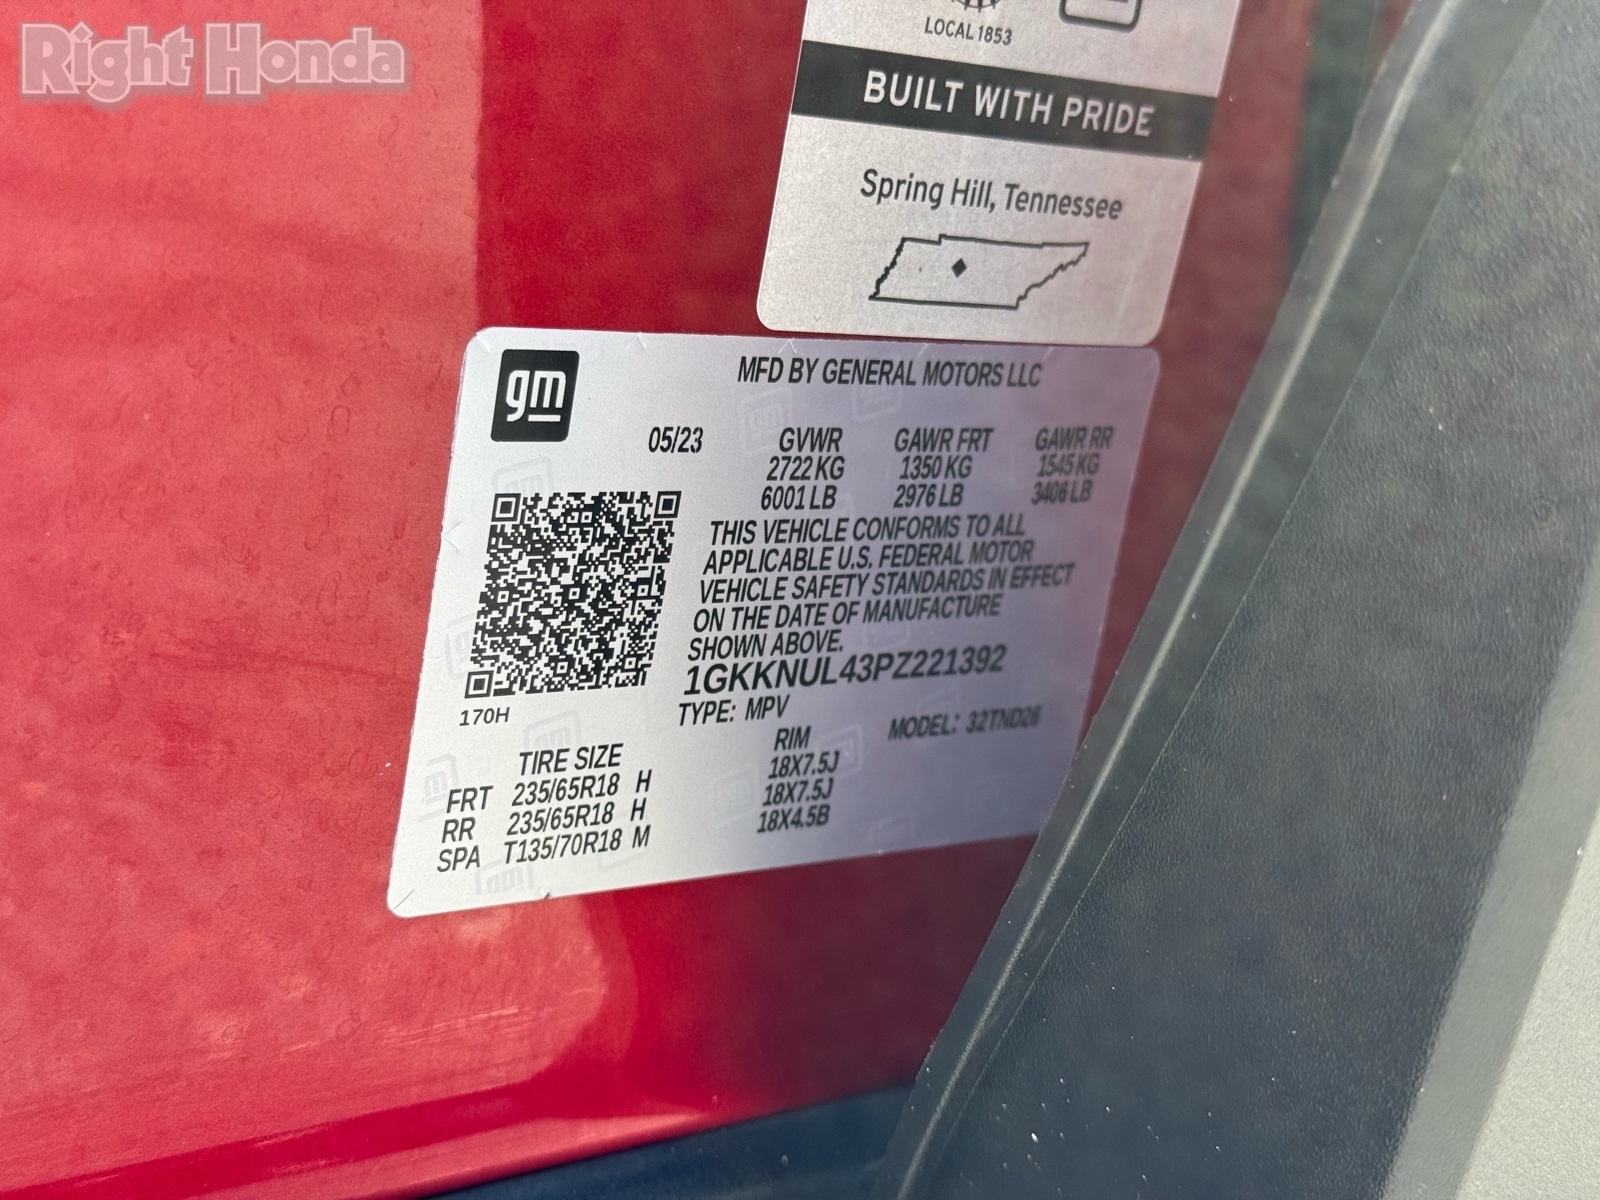 Right Honda
LOCAL 1853
BUILT WITH PRIDE
Spring Hill, Tennessee
gm
MFD BY GENERAL MOTORS LLC
05/23 GVWR GAWR FRT GAWR RR
2722 KG 1350 KG 1545 KG
6001 LB 2976 LB 3406 LB
THIS VEHICLE CONFORMS TO ALL
APPLICABLE U.S. FEDERAL MOTOR
VEHICLE SAFETY STANDARDS IN EFFECT
ON THE DATE OF MANUFACTURE
SHOWN ABOVE.
1GKKNUL43PZ221392
170H
TYPE: MPV MODEL: 32TND26
TIRE SIZE RIM
FRT 235/65R18 H 18X7.5J
RR 235/65R18 H 18X7.5J
SPA T135/70R18 M 18X4.5B